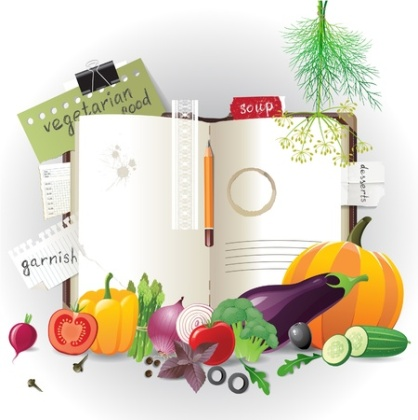 vegetarian
food
soup
desserts
garnish